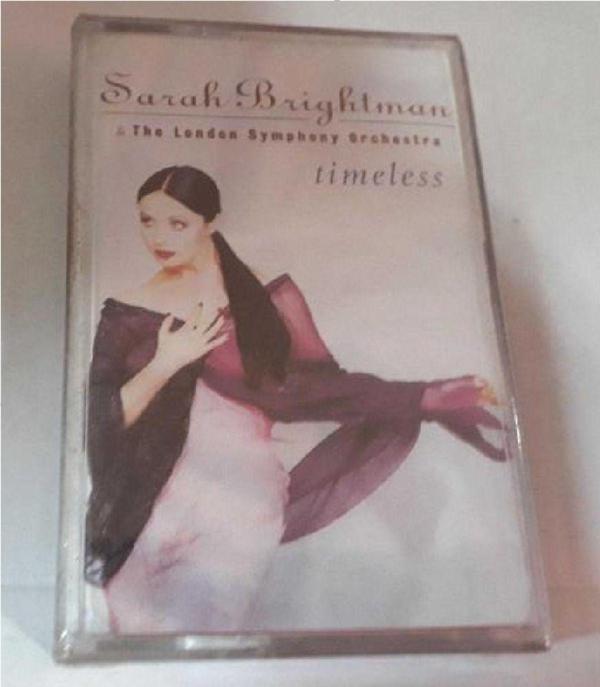 Sarah Brightman
& The London Symphony Orchestra
timeless